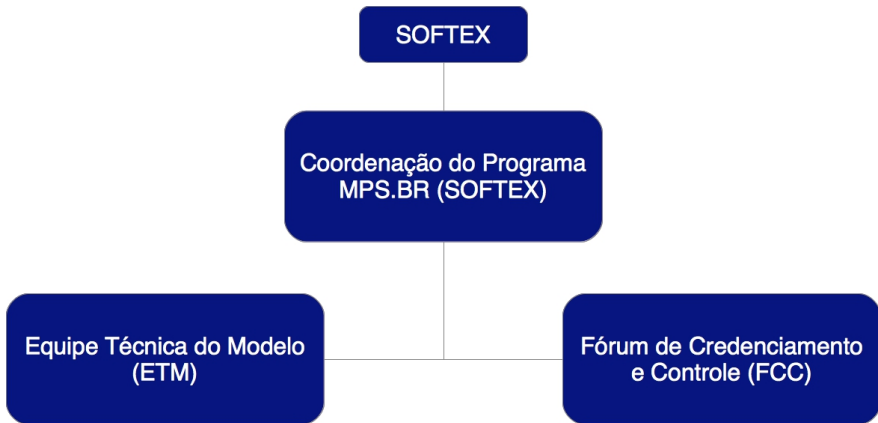 SOFTEX
Coordenação do Programa
MPS.BR (SOFTEX)
Equipe Técnica do Modelo
(ETM)
Fórum de Credenciamento
e Controle (FCC)